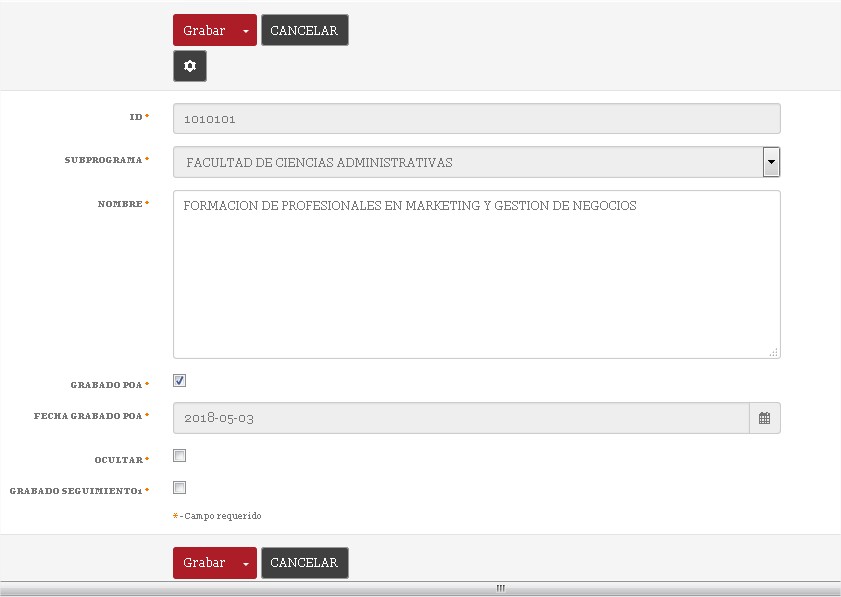 Grabar CANCELAR
ID * 1010101
SUBPROGRAMA * FACULTAD DE CIENCIAS ADMINISTRATIVAS
NOMBRE * FORMACION DE PROFESIONALES EN MARKETING Y GESTION DE NEGOCIOS
GRABADO POA *
FECHA GRABADO POA * 2018-05-03
OCULTAR *
GRABADO SEGUIMIENTO1 *
* - Campo requerido
Grabar CANCELAR